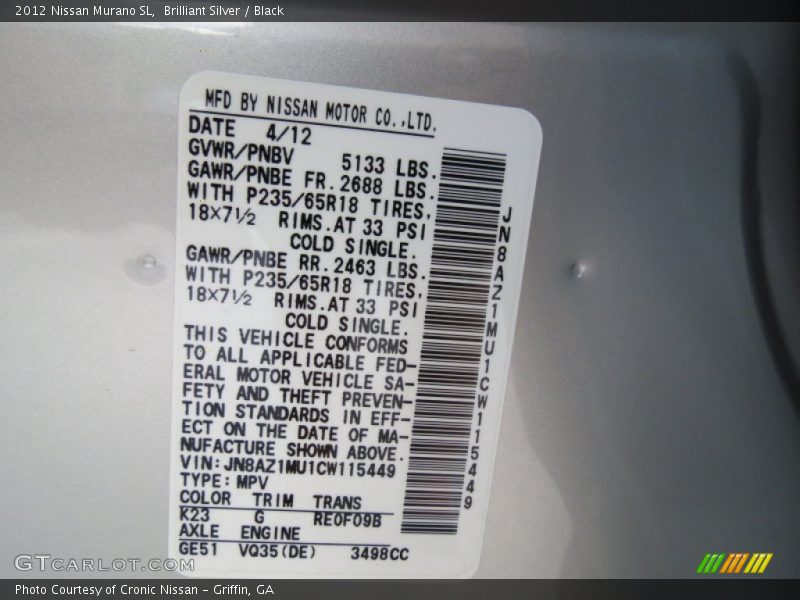 2012 Nissan Murano SL,  Brilliant Silver / Black
MFD BY NISSAN MOTOR CO.,LTD.
DATE 4/12
GVWR/PNBV 5133 LBS.
GAWR/PNBE FR.2688 LBS.
WITH P235/65R18 TIRES,
18×7½ RIMS.AT 33 PSI
COLD SINGLE.
GAWR/PNBE RR.2463 LBS.
WITH P235/65R18 TIRES,
18×7½ RIMS.AT 33 PSI
COLD SINGLE.
THIS VEHICLE CONFORMS
TO ALL APPLICABLE FED-
ERAL MOTOR VEHICLE SA-
FETY AND THEFT PREVEN-
TION STANDARDS IN EFF-
ECT ON THE DATE OF MA-
NUFACTURE SHOWN ABOVE.
VIN:JN8AZ1MU1CW115449
TYPE:MPV
COLOR TRIM TRANS
K23 G RE0F09B
AXLE ENGINE
GE51 VQ35(DE) 3498CC
JN8AZ1MU1CW115449
GTCARLOT.COM
Photo Courtesy of Cronic Nissan - Griffin, GA